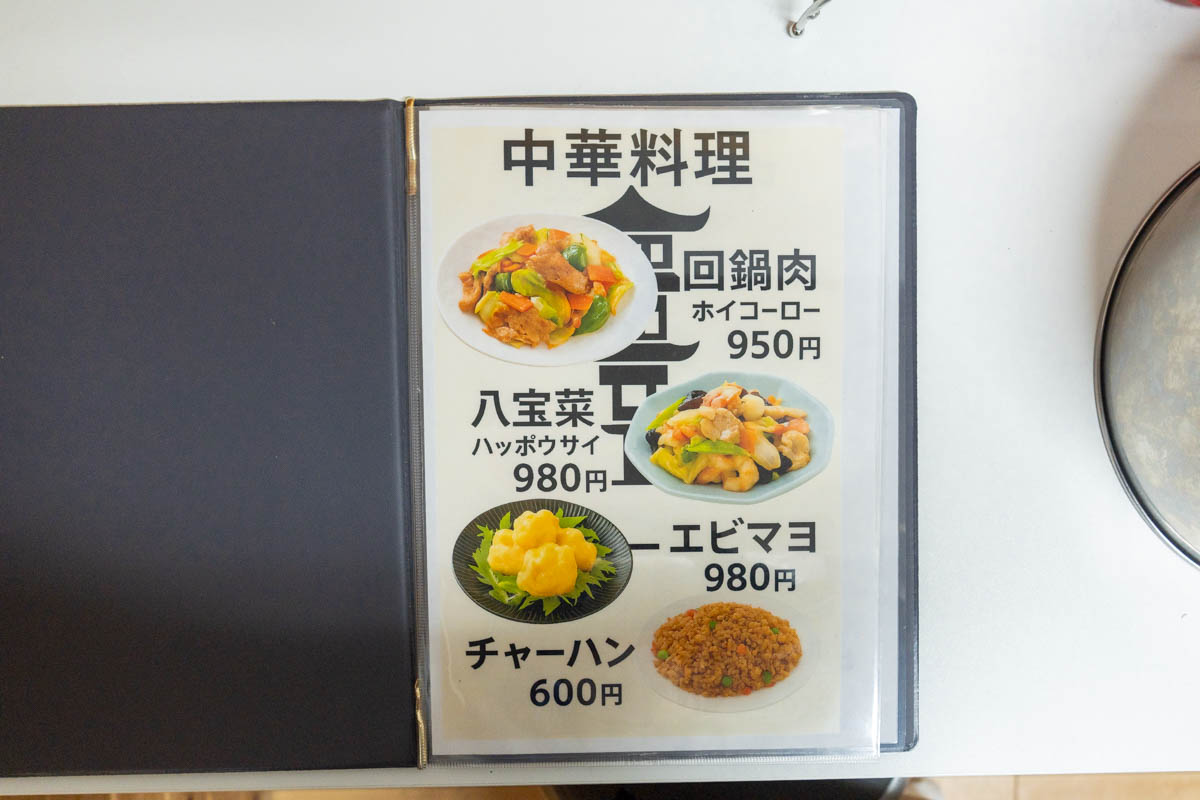 中華料理
回鍋肉
ホイコーロー
950円
八宝菜
ハッポウサイ
980円
エビマヨ
980円
チャーハン
600円